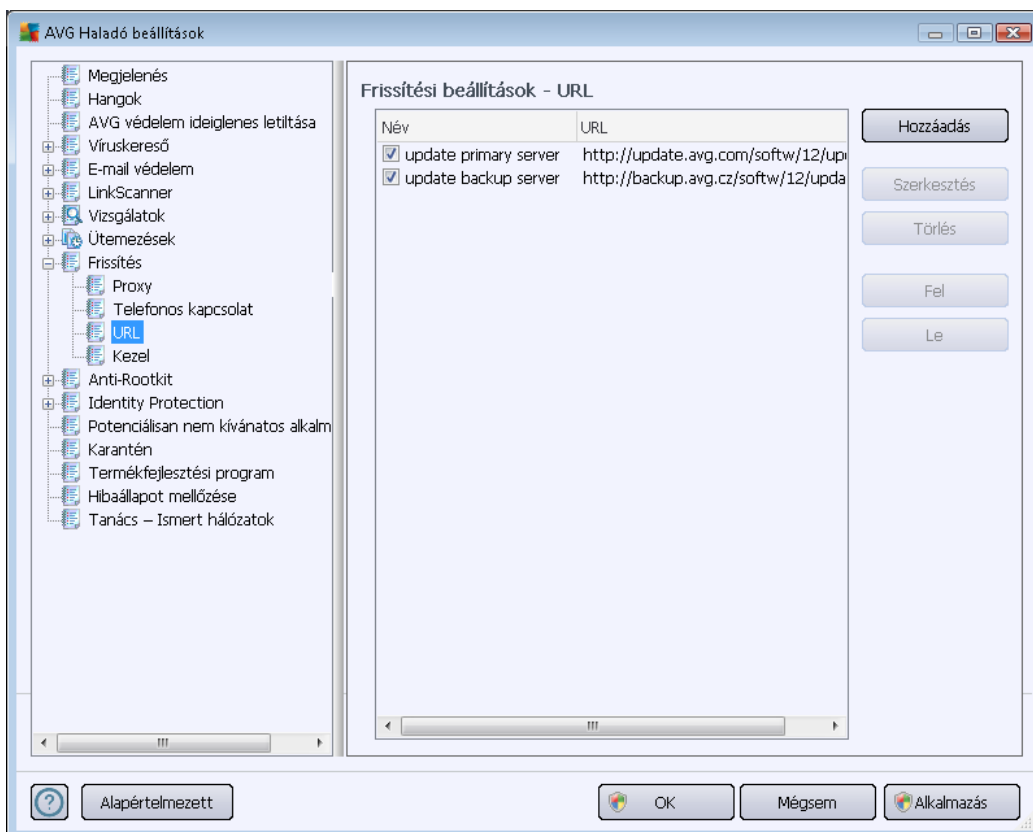 AVG Haladó beállítások
Megjelenés
Hangok
AVG védelem ideiglenes letiltása
Víruskereső
E-mail védelem
LinkScanner
Vizsgálatok
Ütemezések
Frissítés
Proxy
Telefonos kapcsolat
URL
Kezel
Anti-Rootkit
Identity Protection
Potenciálisan nem kívánatos alkalm
Karantén
Termékfejlesztési program
Hibaállapot mellőzése
Tanács – Ismert hálózatok
Frissítési beállítások - URL
Név URL
update primary server http://update.avg.com/softw/12/up
update backup server http://backup.avg.cz/softw/12/upda
Hozzáadás
Szerkesztés
Törlés
Fel
Le
? Alapértelmezett OK Mégsem Alkalmazás